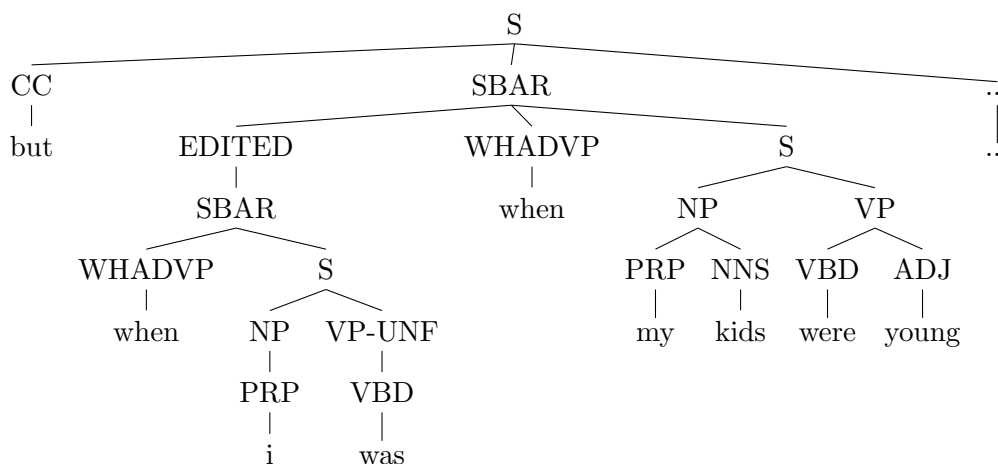 S
CC SBAR ...
but EDITED WHADVP S ...
SBAR when NP VP
WHADVP S PRP NNS VBD ADJ
when NP VP-UNF my kids were young
PRP VBD
i was